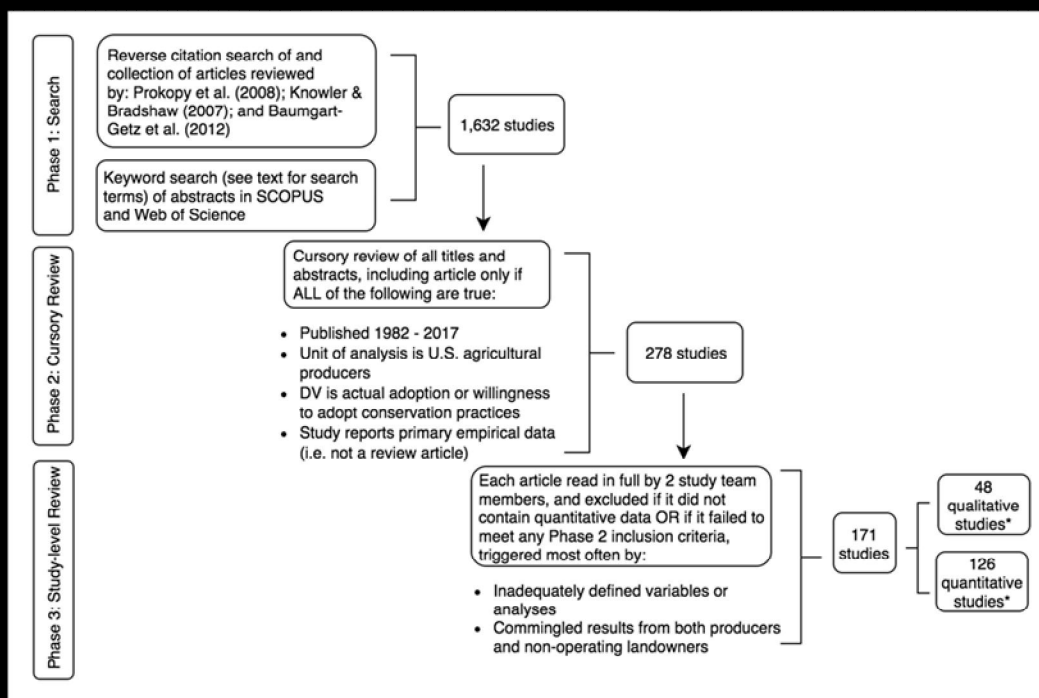 Phase 1: Search
Reverse citation search of and
collection of articles reviewed
by: Prokopy et al. (2008); Knowler &
Bradshaw (2007); and Baumgart-
Getz et al. (2012)
Keyword search (see text for search
terms) of abstracts in SCOPUS
and Web of Science
1,632 studies
Phase 2: Cursory Review
Cursory review of all titles and
abstracts, including article only if
ALL of the following are true:
• Published 1982 - 2017
• Unit of analysis is U.S. agricultural
producers
• DV is actual adoption or willingness
to adopt conservation practices
• Study reports primary empirical data
(i.e. not a review article)
278 studies
Phase 3: Study-level Review
Each article read in full by 2 study team
members, and excluded if it did not
contain quantitative data OR if it failed to
meet any Phase 2 inclusion criteria,
triggered most often by:
• Inadequately defined variables or
analyses
• Commingled results from both producers
and non-operating landowners
171
studies
48
qualitative
studies*
126
quantitative
studies*